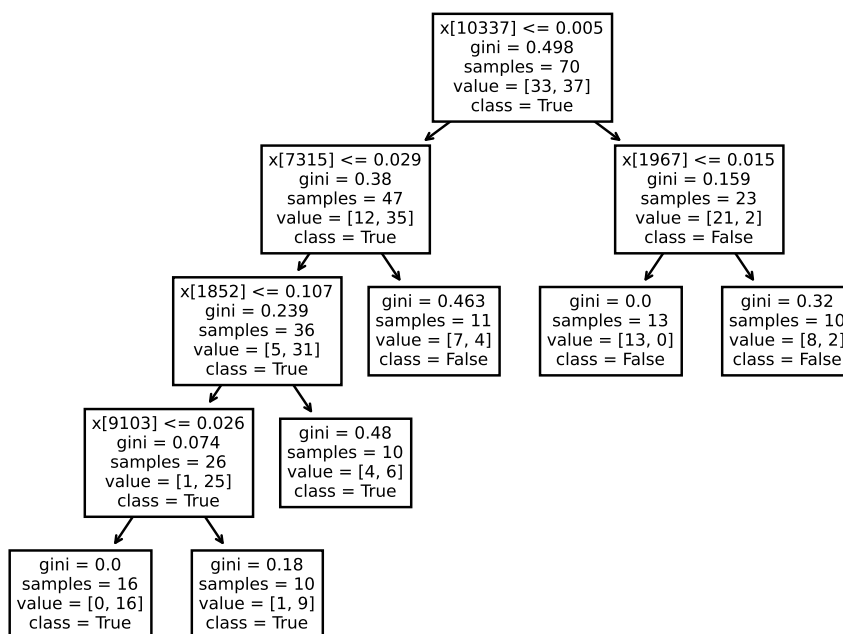 x[10337] <= 0.005
gini = 0.498
samples = 70
value = [33, 37]
class = True
x[7315] <= 0.029
gini = 0.38
samples = 47
value = [12, 35]
class = True
x[1967] <= 0.015
gini = 0.159
samples = 23
value = [21, 2]
class = False
x[1852] <= 0.107
gini = 0.239
samples = 36
value = [5, 31]
class = True
gini = 0.463
samples = 11
value = [7, 4]
class = False
gini = 0.0
samples = 13
value = [13, 0]
class = False
gini = 0.32
samples = 10
value = [8, 2]
class = False
x[9103] <= 0.026
gini = 0.074
samples = 26
value = [1, 25]
class = True
gini = 0.48
samples = 10
value = [4, 6]
class = True
gini = 0.0
samples = 16
value = [0, 16]
class = True
gini = 0.18
samples = 10
value = [1, 9]
class = True